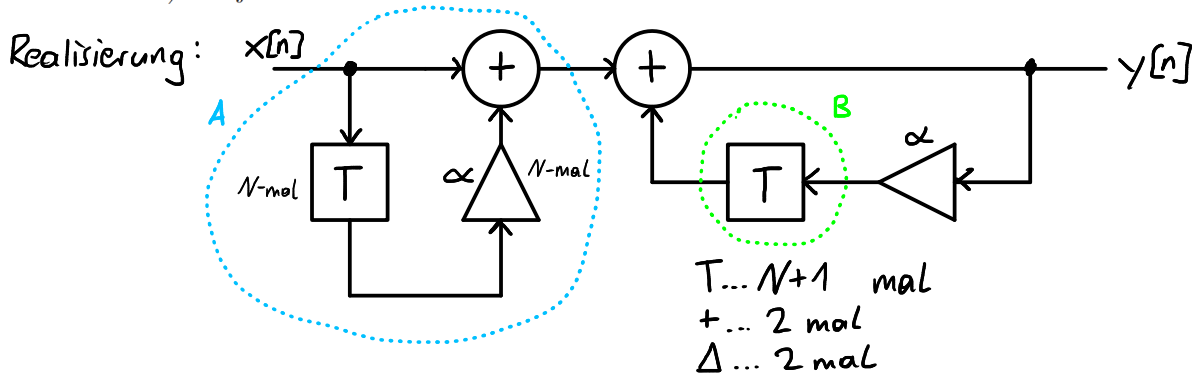 Realisierung: x[n] + + y[n]
A B
N-mal T α N-mal T α
T... N+1 mal
+... 2 mal
Δ... 2 mal